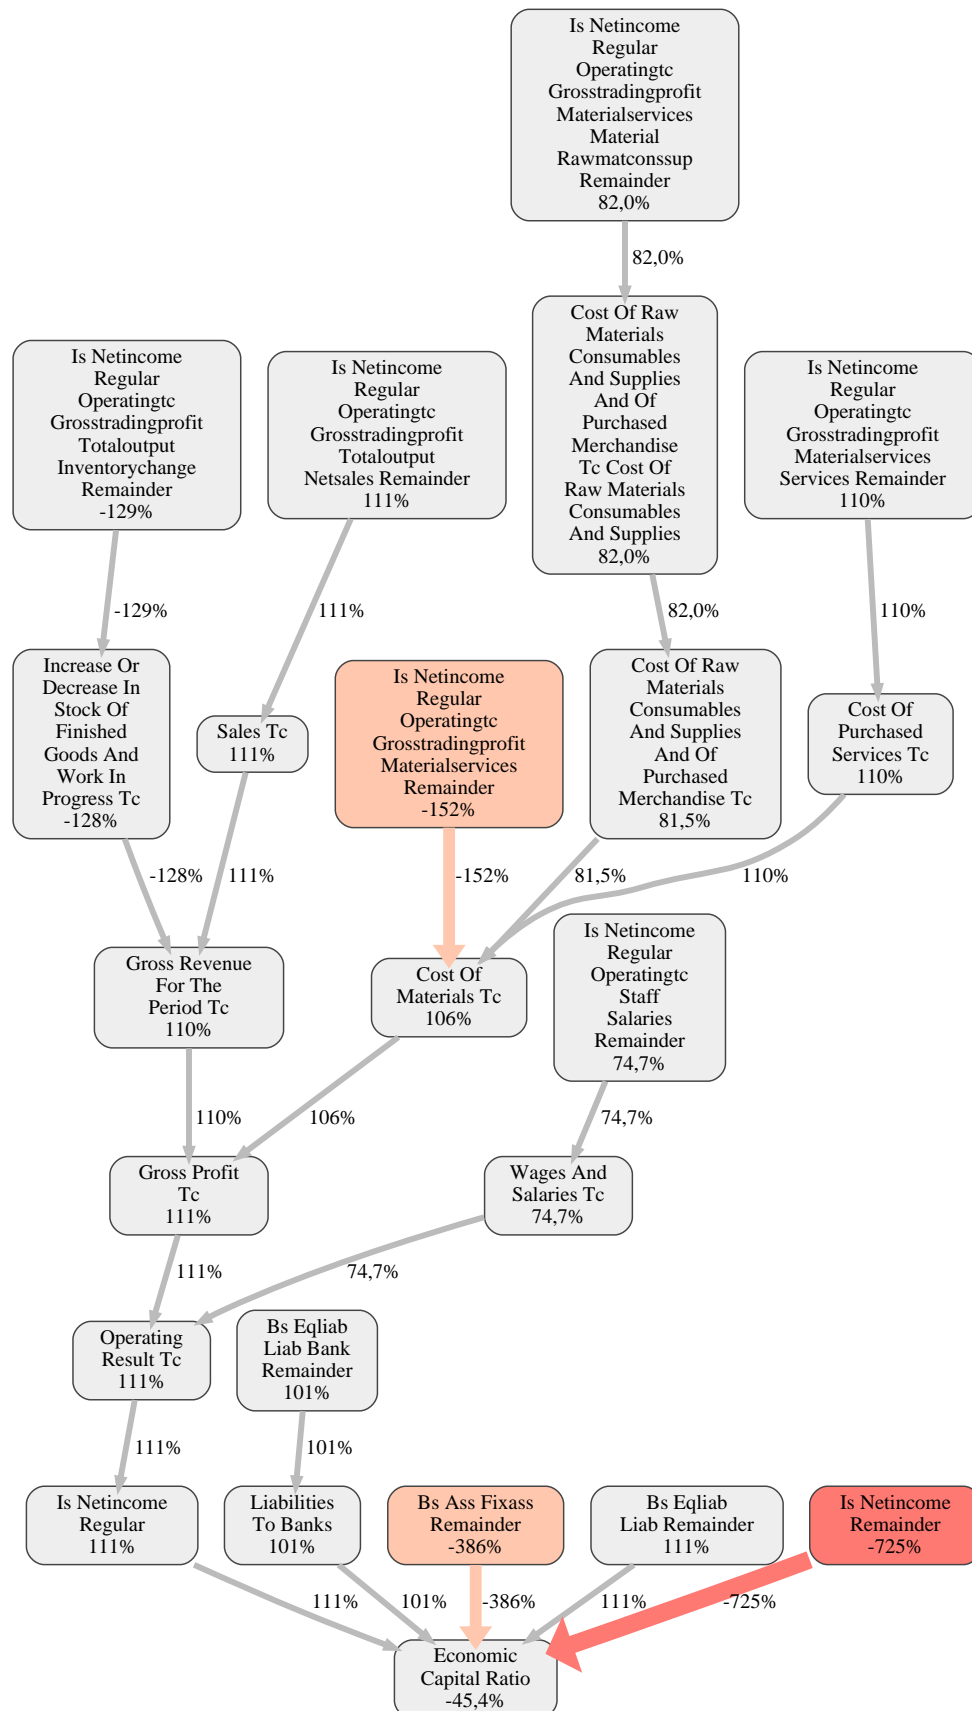 Is Netincome
Regular
Operatingtc
Grosstradingprofit
Materialservices
Material
Rawmatconssup
Remainder
82,0%
82,0%
Is Netincome
Regular
Operatingtc
Grosstradingprofit
Totaloutput
Inventorychange
Remainder
-129%
Is Netincome
Regular
Operatingtc
Grosstradingprofit
Totaloutput
Netsales Remainder
111%
Cost Of Raw
Materials
Consumables
And Supplies
And Of
Purchased
Merchandise
Tc Cost Of
Raw Materials
Consumables
And Supplies
82,0%
Is Netincome
Regular
Operatingtc
Grosstradingprofit
Materialservices
Services Remainder
110%
-129%
111%
82,0%
110%
Increase Or
Decrease In
Stock Of
Finished
Goods And
Work In
Progress Tc
-128%
Sales Tc
111%
Is Netincome
Regular
Operatingtc
Grosstradingprofit
Materialservices
Remainder
-152%
Cost Of Raw
Materials
Consumables
And Supplies
And Of
Purchased
Merchandise Tc
81,5%
Cost Of
Purchased
Services Tc
110%
-128%
111%
-152%
81,5%
110%
Gross Revenue
For The
Period Tc
110%
Cost Of
Materials Tc
106%
Is Netincome
Regular
Operatingtc
Staff
Salaries
Remainder
74,7%
110%
106%
74,7%
Gross Profit
Tc
111%
Wages And
Salaries Tc
74,7%
111%
74,7%
Operating
Result Tc
111%
Bs Eqliab
Liab Bank
Remainder
101%
111%
101%
Is Netincome
Regular
111%
Liabilities
To Banks
101%
Bs Ass Fixass
Remainder
-386%
Bs Eqliab
Liab Remainder
111%
Is Netincome
Remainder
-725%
111%
101%
-386%
111%
-725%
Economic
Capital Ratio
-45,4%